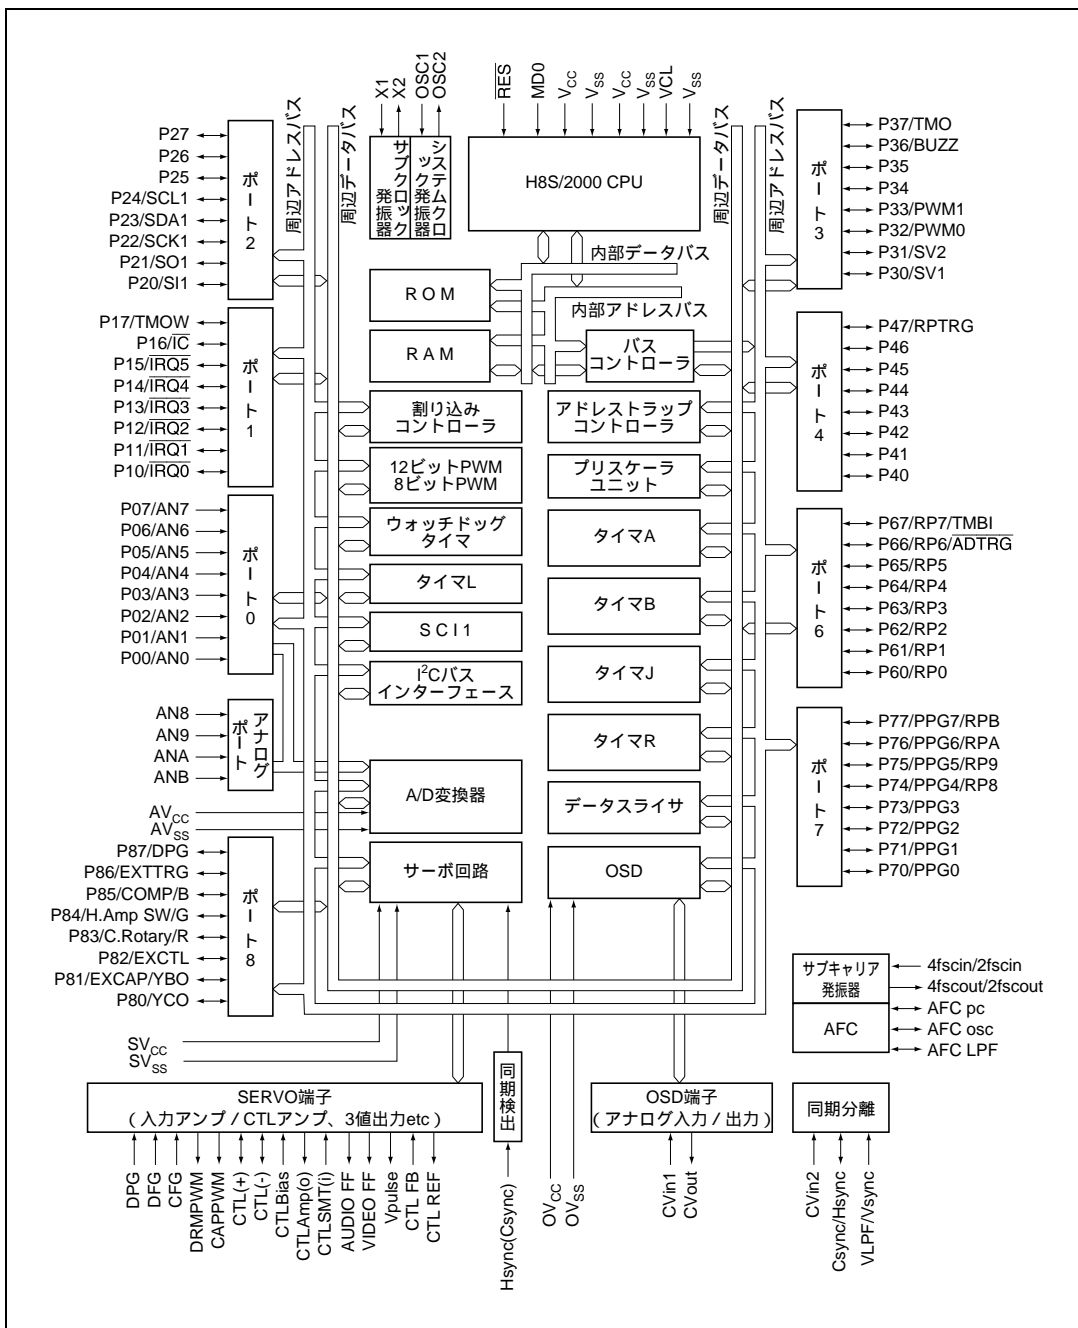 X1
X2
OSC1
OSC2
RES
MD0
VCC
VSS
VCC
VSS
VCL
VSS
周辺アドレスバス
周辺データバス
周辺データバス
周辺アドレスバス
サブクロック
発振器
システムクロ
ック発振器
H8S/2000 CPU
内部データバス
内部アドレスバス
ROM
RAM
バス
コントローラ
割り込み
コントローラ
アドレストラップ
コントローラ
12ビットPWM
8ビットPWM
プリスケーラ
ユニット
ウォッチドッグ
タイマ
タイマA
タイマL
タイマB
SCI1
I²Cバス
インターフェース
タイマJ
タイマR
A/D変換器
データスライサ
サーボ回路
OSD
P27
P26
P25
P24/SCL1
P23/SDA1
P22/SCK1
P21/SO1
P20/SI1
ポート2
P17/TMOW
P16/IC
P15/IRQ5
P14/IRQ4
P13/IRQ3
P12/IRQ2
P11/IRQ1
P10/IRQ0
ポート1
P07/AN7
P06/AN6
P05/AN5
P04/AN4
P03/AN3
P02/AN2
P01/AN1
P00/AN0
ポート0
AN8
AN9
ANA
ANB
アナログ
ポート
AVCC
AVSS
P87/DPG
P86/EXTTRG
P85/COMP/B
P84/H.Amp SW/G
P83/C.Rotary/R
P82/EXCTL
P81/EXCAP/YBO
P80/YCO
ポート8
SVCC
SVSS
ポート3
P37/TMO
P36/BUZZ
P35
P34
P33/PWM1
P32/PWM0
P31/SV2
P30/SV1
ポート4
P47/RPTRG
P46
P45
P44
P43
P42
P41
P40
ポート6
P67/RP7/TMBI
P66/RP6/ADTRG
P65/RP5
P64/RP4
P63/RP3
P62/RP2
P61/RP1
P60/RP0
ポート7
P77/PPG7/RPB
P76/PPG6/RPA
P75/PPG5/RP9
P74/PPG4/RP8
P73/PPG3
P72/PPG2
P71/PPG1
P70/PPG0
サブキャリア
発振器
4fscin/2fscin
4fscout/2fscout
AFC
AFC pc
AFC osc
AFC LPF
SERVO端子
(入力アンプ / CTLアンプ、3値出力etc)
同期検出
OSD端子
(アナログ入力 / 出力)
同期分離
DPG
DFG
CFG
DRMPWM
CAPPWM
CTL(+)
CTL(-)
CTLBias
CTLAmp(o)
CTLSMT(i)
AUDIO FF
VIDEO FF
Vpulse
CTL FB
CTL REF
Hsync(Csync)
OVCC
OVSS
CVin1
CVout
CVin2
Csync/Hsync
VLPF/Vsync